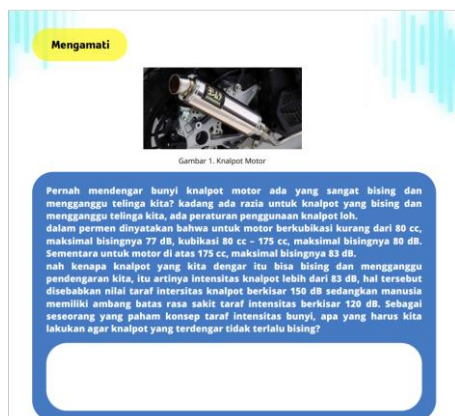 Mengamati
Gambar 1. Knalpot Motor
Pernah mendengar bunyi knalpot motor ada yang sangat bising dan
mengganggu telinga kita? kadang ada razia untuk knalpot yang bising dan
mengganggu telinga kita, ada peraturan penggunaan knalpot loh.
dalam permen dinyatakan bahwa untuk motor berkubikasi kurang dari 80 cc,
maksimal bisingnya 77 dB, kubikasi 80 cc – 175 cc, maksimal bisingnya 80 dB.
Sementara untuk motor di atas 175 cc, maksimal bisingnya 83 dB.
nah kenapa knalpot yang kita dengar itu bisa bising dan mengganggu
pendengaran kita, itu artinya intensitas knalpot lebih dari 83 dB, hal tersebut
disebabkan nilai taraf intersitas knalpot berkisar 150 dB sedangkan manusia
memiliki ambang batas rasa sakit taraf intensitas berkisar 120 dB. Sebagai
seseorang yang paham konsep taraf intensitas bunyi, apa yang harus kita
lakukan agar knalpot yang terdengar tidak terlalu bising?